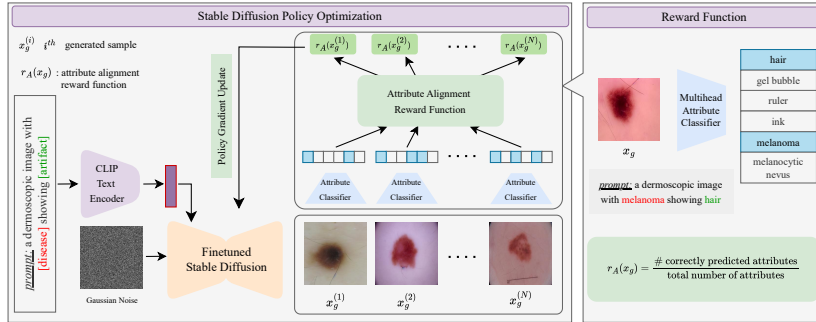 Stable Diffusion Policy Optimization
x_g^{(i)} i^{th} generated sample
r_A(x_g) : attribute alignment
reward function
prompt: a dermoscopic image with
[disease] showing [artifact]
CLIP
Text
Encoder
Gaussian Noise
Finetuned
Stable Diffusion
Policy Gradient Update
r_A(x_g^{(1)}) r_A(x_g^{(2)}) . . . . r_A(x_g^{(N)})
Attribute Alignment
Reward Function
. . . .
Attribute
Classifier
Attribute
Classifier
Attribute
Classifier
. . . .
x_g^{(1)} x_g^{(2)} x_g^{(N)}
Reward Function
x_g
Multihead
Attribute
Classifier
hair
gel bubble
ruler
ink
melanoma
melanocytic
nevus
prompt: a dermoscopic image
with melanoma showing hair
r_A(x_g) = # correctly predicted attributes / total number of attributes